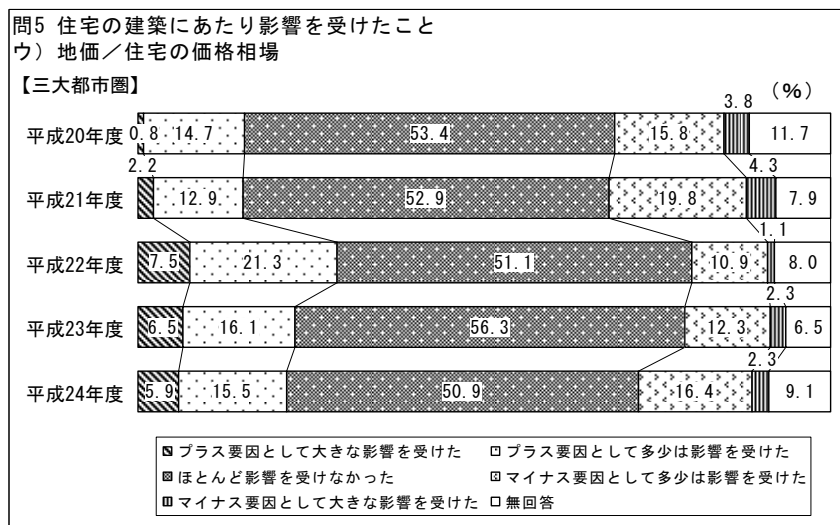 問5 住宅の建築にあたり影響を受けたこと
ウ）地価／住宅の価格相場
【三大都市圏】
（%）
3.8
平成20年度 0.8 14.7 53.4 15.8 11.7
2.2 4.3
平成21年度 12.9 52.9 19.8 7.9
1.1
平成22年度 7.5 21.3 51.1 10.9 8.0
2.3
平成23年度 6.5 16.1 56.3 12.3 6.5
2.3
平成24年度 5.9 15.5 50.9 16.4 9.1
プラス要因として大きな影響を受けた プラス要因として多少は影響を受けた
ほとんど影響を受けなかった マイナス要因として多少は影響を受けた
マイナス要因として大きな影響を受けた 無回答